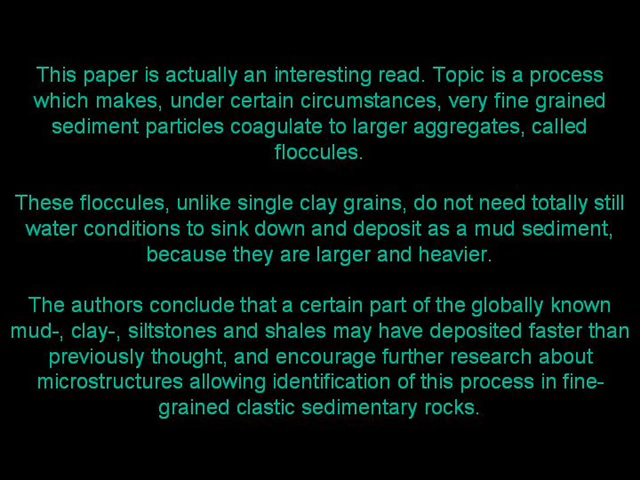 This paper is actually an interesting read. Topic is a process
which makes, under certain circumstances, very fine grained
sediment particles coagulate to larger aggregates, called
floccules.
These floccules, unlike single clay grains, do not need totally still
water conditions to sink down and deposit as a mud sediment,
because they are larger and heavier.
The authors conclude that a certain part of the globally known
mud-, clay-, siltstones and shales may have deposited faster than
previously thought, and encourage further research about
microstructures allowing identification of this process in fine-
grained clastic sedimentary rocks.